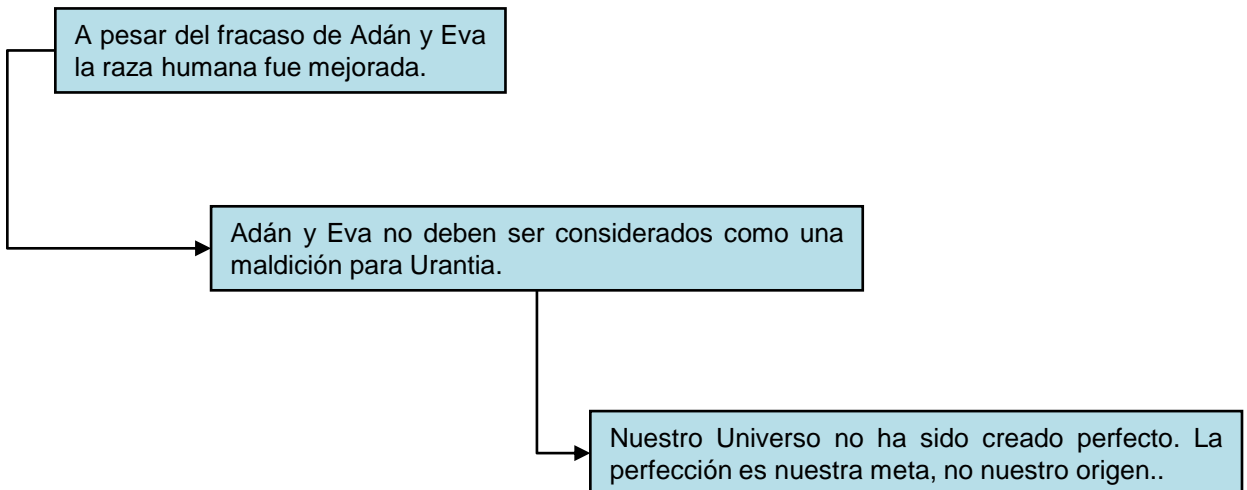 A pesar del fracaso de Adán y Eva
la raza humana fue mejorada.
Adán y Eva no deben ser considerados como una
maldición para Urantia.
Nuestro Universo no ha sido creado perfecto. La
perfección es nuestra meta, no nuestro origen..